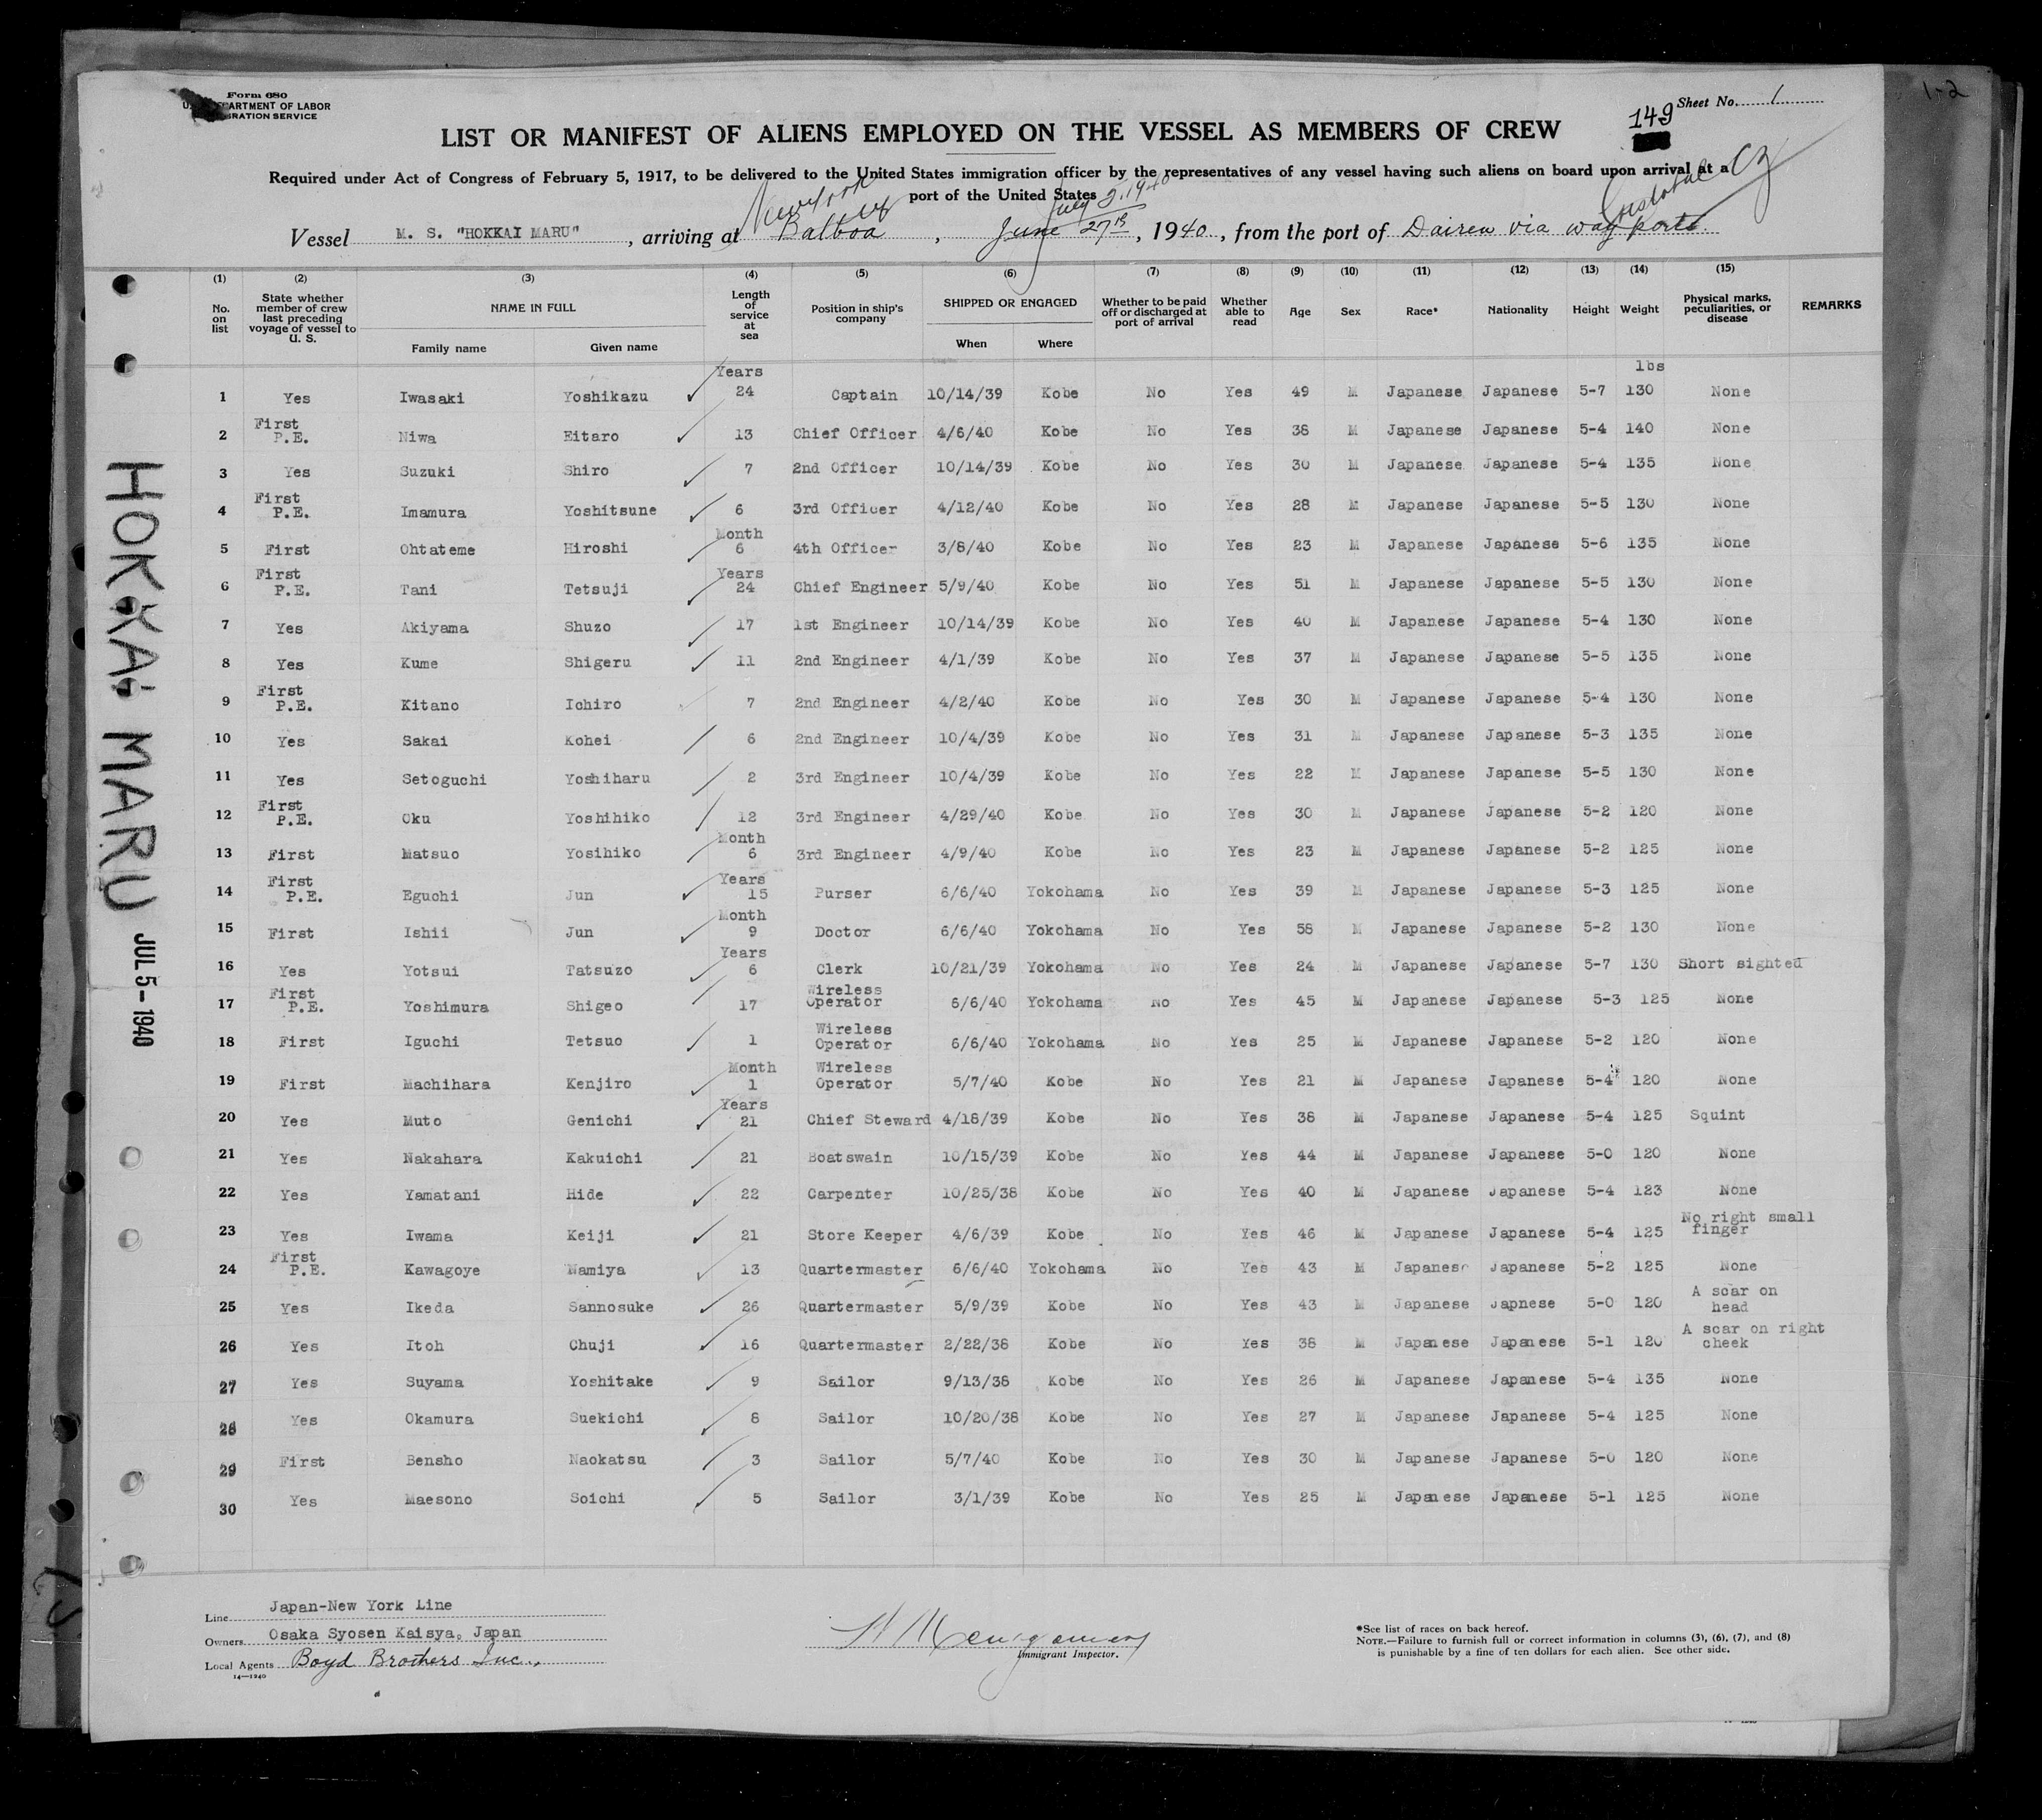 1-2
Form 680
U. S. DEPARTMENT OF LABOR
IMMIGRATION SERVICE
Sheet No. 1
149
LIST OR MANIFEST OF ALIENS EMPLOYED ON THE VESSEL AS MEMBERS OF CREW
Required under Act of Congress of February 5, 1917, to be delivered to the United States immigration officer by the representatives of any vessel having such aliens on board upon arrival at a
port of the United States
New York July 5, 1940 Cristobal CZ
Vessel M. S. "HOKKAI MARU", arriving at Balboa, June 27th, 1940, from the port of Dairen via way ports.
(1) (2) (3) (4) (5) (6) (7) (8) (9) (10) (11) (12) (13) (14) (15)
No. on list State whether member of crew last preceding voyage of vessel to U. S. NAME IN FULL Family name Given name Length of service at sea Position in ship's company SHIPPED OR ENGAGED When Where Whether to be paid off or discharged at port of arrival Whether able to read Age Sex Race* Nationality Height Weight Physical marks, peculiarities, or disease REMARKS
Years lbs
1 Yes Iwasaki Yoshikazu 24 Captain 10/14/39 Kobe No Yes 49 M Japanese Japanese 5-7 130 None
2 First P.E. Niwa Eitaro 13 Chief Officer 4/6/40 Kobe No Yes 38 M Japanese Japanese 5-4 140 None
3 Yes Suzuki Shiro 7 2nd Officer 10/14/39 Kobe No Yes 30 M Japanese Japanese 5-4 135 None
4 First P.E. Imamura Yoshitsune 6 3rd Officer 4/12/40 Kobe No Yes 28 M Japanese Japanese 5-5 130 None
5 First Ohtateme Hiroshi Month 6 4th Officer 3/8/40 Kobe No Yes 23 M Japanese Japanese 5-6 135 None
6 First P.E. Tani Tetsuji Years 24 Chief Engineer 5/9/40 Kobe No Yes 51 M Japanese Japanese 5-5 130 None
7 Yes Akiyama Shuzo 17 1st Engineer 10/14/39 Kobe No Yes 40 M Japanese Japanese 5-4 130 None
8 Yes Kume Shigeru 11 2nd Engineer 4/1/39 Kobe No Yes 37 M Japanese Japanese 5-5 135 None
9 First P.E. Kitano Ichiro 7 2nd Engineer 4/2/40 Kobe No Yes 30 M Japanese Japanese 5-4 130 None
10 Yes Sakai Kohei 6 2nd Engineer 10/4/39 Kobe No Yes 31 M Japanese Japanese 5-3 135 None
11 Yes Setoguchi Yoshiharu 2 3rd Engineer 10/4/39 Kobe No Yes 22 M Japanese Japanese 5-5 130 None
12 First P.E. Oku Yoshihiko 12 3rd Engineer 4/29/40 Kobe No Yes 30 M Japanese Japanese 5-2 120 None
13 First Matsuo Yosihiko Month 6 3rd Engineer 4/9/40 Kobe No Yes 23 M Japanese Japanese 5-2 125 None
14 First P.E. Eguchi Jun Years 15 Purser 6/6/40 Yokohama No Yes 39 M Japanese Japanese 5-3 125 None
15 First Ishii Jun Month 9 Doctor 6/6/40 Yokohama No Yes 58 M Japanese Japanese 5-2 130 None
16 Yes Yotsui Tatsuzo Years 6 Clerk 10/21/39 Yokohama No Yes 24 M Japanese Japanese 5-7 130 Short sighted
17 First P.E. Yoshimura Shigeo 17 Wireless Operator 6/6/40 Yokohama No Yes 45 M Japanese Japanese 5-3 125 None
18 First Iguchi Tetsuo 1 Wireless Operator 6/6/40 Yokohama No Yes 25 M Japanese Japanese 5-2 120 None
19 First Machihara Kenjiro Month 1 Wireless Operator 5/7/40 Kobe No Yes 21 M Japanese Japanese 5-4 120 None
20 Yes Muto Genichi Years 21 Chief Steward 4/18/39 Kobe No Yes 38 M Japanese Japanese 5-4 125 Squint
21 Yes Nakahara Kakuichi 21 Boatswain 10/15/39 Kobe No Yes 44 M Japanese Japanese 5-0 120 None
22 Yes Yamatani Hide 22 Carpenter 10/25/38 Kobe No Yes 40 M Japanese Japanese 5-4 123 None
23 Yes Iwama Keiji 21 Store Keeper 4/6/39 Kobe No Yes 46 M Japanese Japanese 5-4 125 No right small finger
24 First P.E. Kawagoye Namiya 13 Quartermaster 6/6/40 Yokohama No Yes 43 M Japanese Japanese 5-2 125 None
25 Yes Ikeda Sannosuke 26 Quartermaster 5/9/39 Kobe No Yes 43 M Japanese Japnese 5-0 120 A scar on head
26 Yes Itoh Chuji 16 Quartermaster 2/22/38 Kobe No Yes 38 M Japanese Japanese 5-1 120 A scar on right cheek
27 Yes Suyama Yoshitake 9 Sailor 9/13/38 Kobe No Yes 26 M Japanese Japanese 5-4 135 None
28 Yes Okamura Suekichi 8 Sailor 10/20/38 Kobe No Yes 27 M Japanese Japanese 5-4 125 None
29 First Bensho Naokatsu 3 Sailor 5/7/40 Kobe No Yes 30 M Japanese Japanese 5-0 120 None
30 Yes Maesono Soichi 5 Sailor 3/1/39 Kobe No Yes 25 M Japanese Japanese 5-1 125 None
HOKKAI MARU JUL 5-1940
Line Japan-New York Line
Owners Osaka Syosen Kaisya, Japan
Local Agents Boyd Brothers Inc.,
14-1240
H Montgomery
Immigrant Inspector.
*See list of races on back hereof.
NOTE.—Failure to furnish full or correct information in columns (3), (6), (7), and (8)
is punishable by a fine of ten dollars for each alien. See other side.